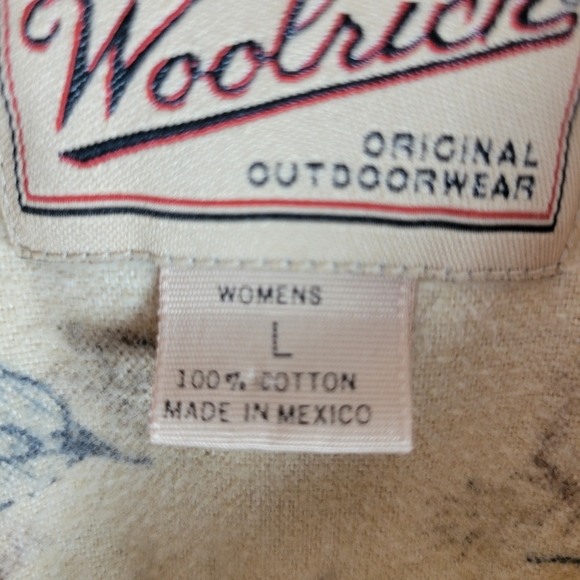 Woolrich
ORIGINAL
OUTDOORWEAR
WOMENS
L
100% COTTON
MADE IN MEXICO